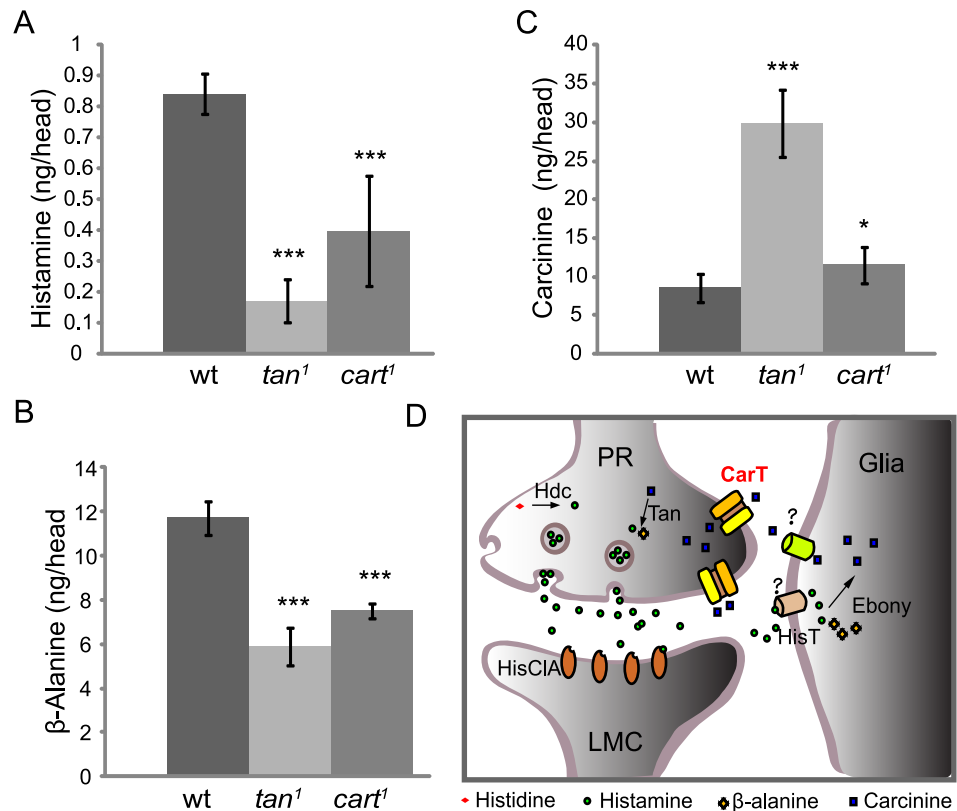 A
Histamine (ng/head)
1
0.9
0.8
0.7
0.6
0.5
0.4
0.3
0.2
0.1
0
***
***
wt
tan¹
cart¹
C
Carcinine (ng/head)
40
35
30
25
20
15
10
5
0
***
*
wt
tan¹
cart¹
B
β-Alanine (ng/head)
14
12
10
8
6
4
2
0
***
***
wt
tan¹
cart¹
D
PR
Glia
CarT
Hdc
Tan
?
?
HisT
Ebony
HisClA
LMC
Histidine
Histamine
β-alanine
Carcinine